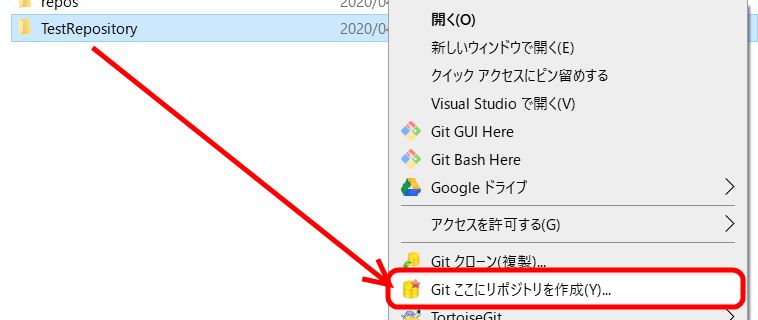 repos
2020/04
TestRepository
2020/04
開く(O)
新しいウィンドウで開く(E)
クイック アクセスにピン留めする
Visual Studio で開く(V)
Git GUI Here
Git Bash Here
Google ドライブ
アクセスを許可する(G)
Git クローン(複製)...
Git ここにリポジトリを作成(Y)...
TortoiseGit